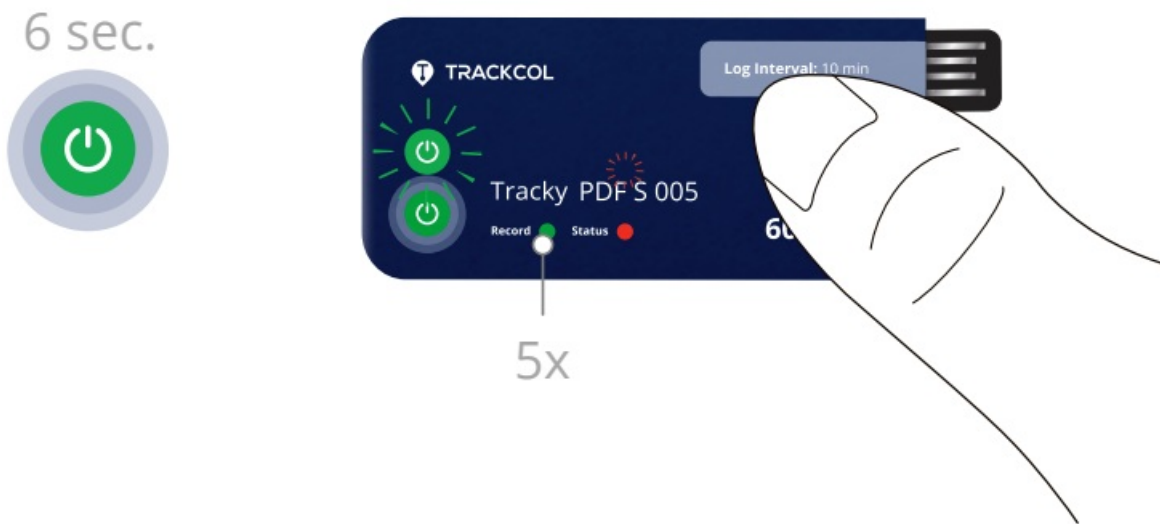 6 sec.
TRACKCOL
Log Interval: 10 min
Tracky PDF S 005
Record Status
5x